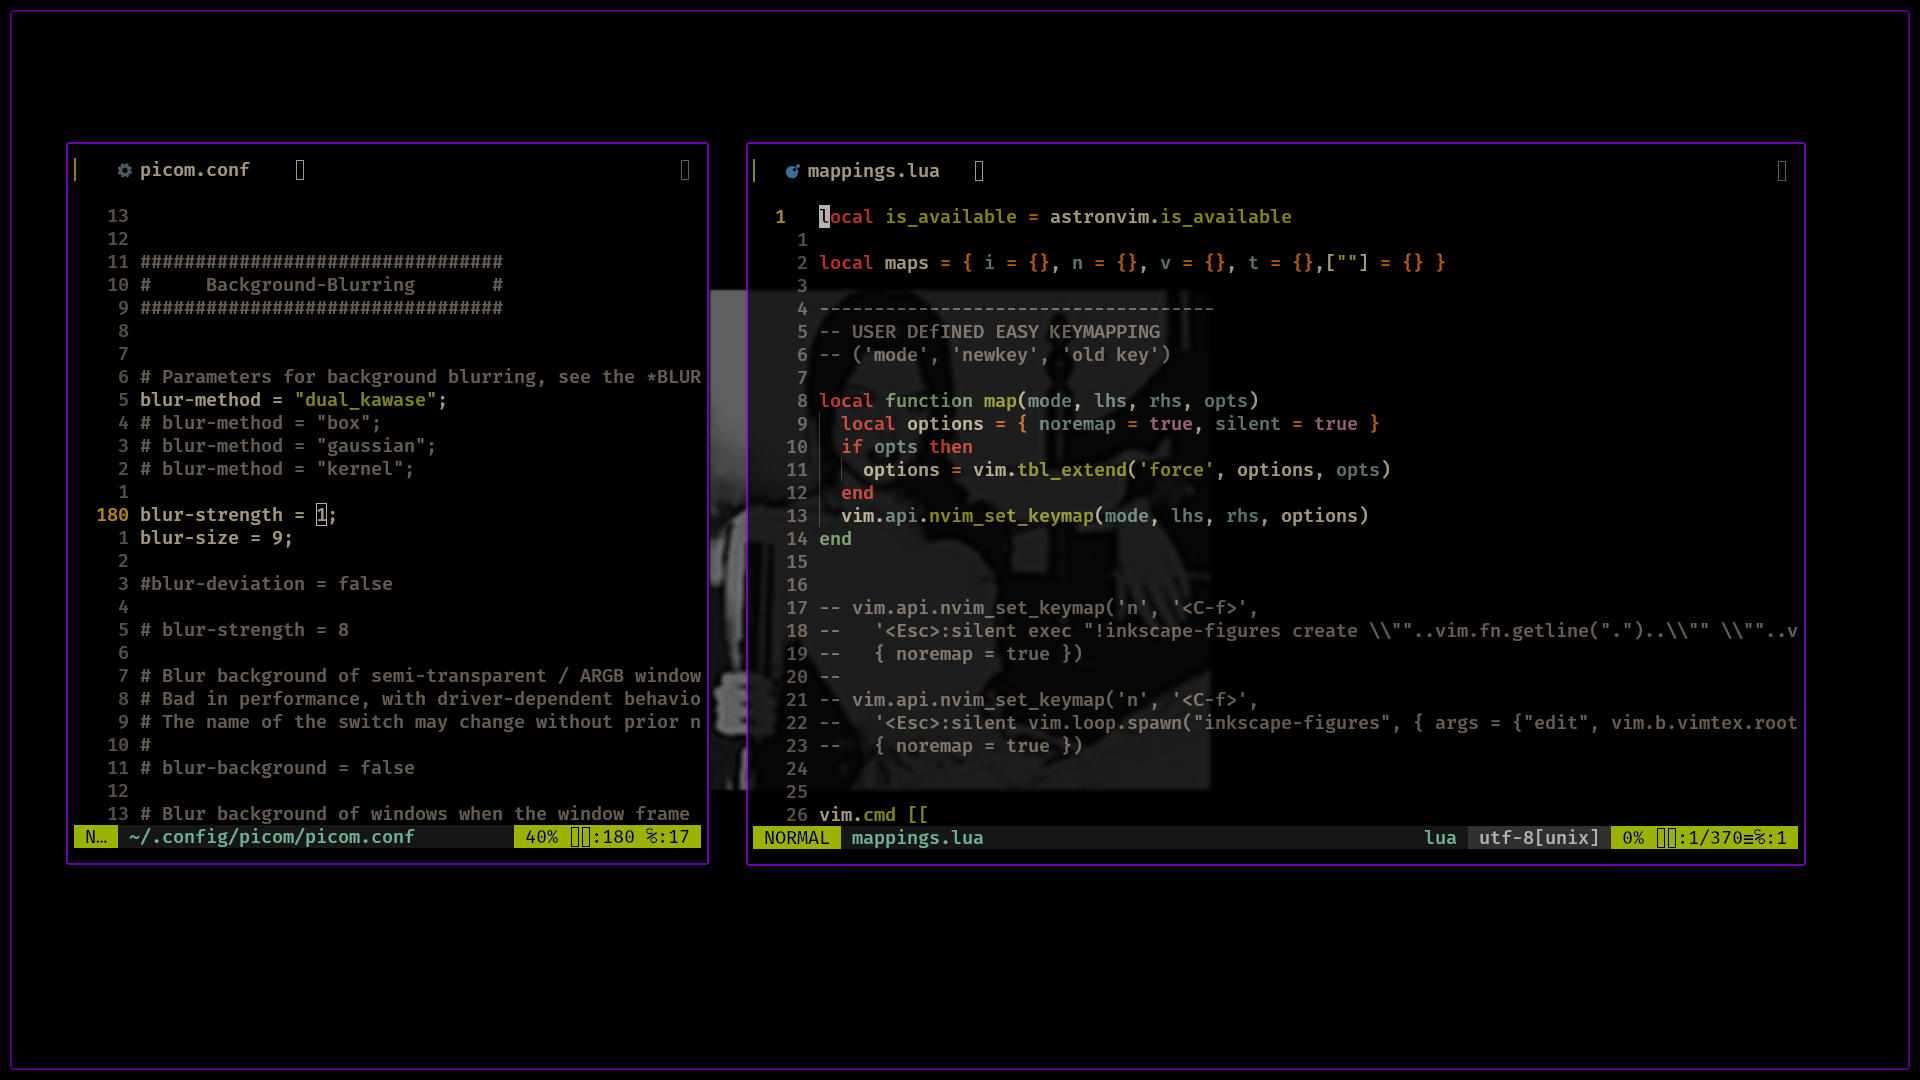 picom.conf
13
12
11 #################################
10 #     Background-Blurring       #
9 #################################
8
7
6 # Parameters for background blurring, see the *BLUR
5 blur-method = "dual_kawase";
4 # blur-method = "box";
3 # blur-method = "gaussian";
2 # blur-method = "kernel";
1
180 blur-strength = 1;
1 blur-size = 9;
2
3 #blur-deviation = false
4
5 # blur-strength = 8
6
7 # Blur background of semi-transparent / ARGB window
8 # Bad in performance, with driver-dependent behavio
9 # The name of the switch may change without prior n
10 #
11 # blur-background = false
12
13 # Blur background of windows when the window frame
N… ~/.config/picom/picom.conf 40% :180 ℅:17
mappings.lua
1 local is_available = astronvim.is_available
1
2 local maps = { i = {}, n = {}, v = {}, t = {},[""] = {} }
3
4 ------------------------------------
5 -- USER DEfINED EASY KEYMAPPING
6 -- ('mode', 'newkey', 'old key')
7
8 local function map(mode, lhs, rhs, opts)
9   local options = { noremap = true, silent = true }
10   if opts then
11     options = vim.tbl_extend('force', options, opts)
12   end
13   vim.api.nvim_set_keymap(mode, lhs, rhs, options)
14 end
15
16
17 -- vim.api.nvim_set_keymap('n', '<C-f>',
18 --   '<Esc>:silent exec "!inkscape-figures create \\""..vim.fn.getline(".")..\\"" \\""..v
19 --   { noremap = true })
20 --
21 -- vim.api.nvim_set_keymap('n', '<C-f>',
22 --   '<Esc>:silent vim.loop.spawn("inkscape-figures", { args = {"edit", vim.b.vimtex.root
23 --   { noremap = true })
24
25
26 vim.cmd [[
NORMAL mappings.lua lua utf-8[unix] 0% :1/370≡℅:1